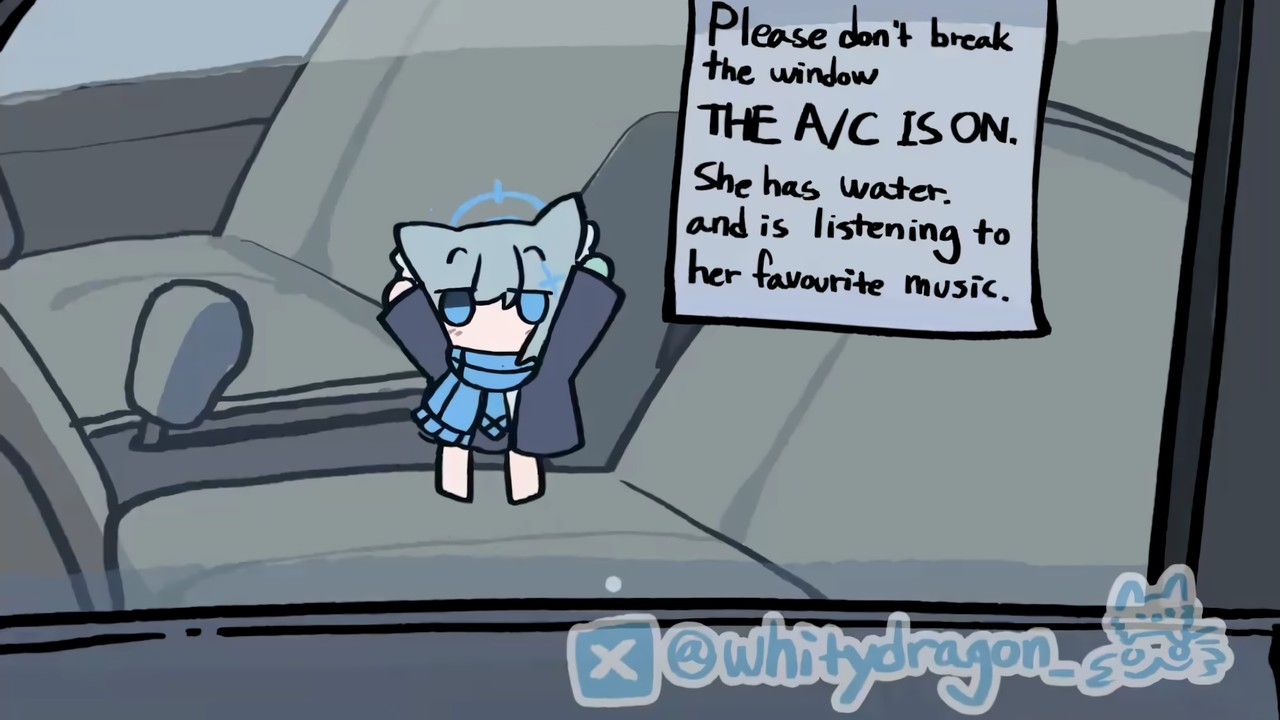 Please don't break
the window
THE A/C IS ON.
She has water.
and is listening to
her favourite music.
X @whitydragon_